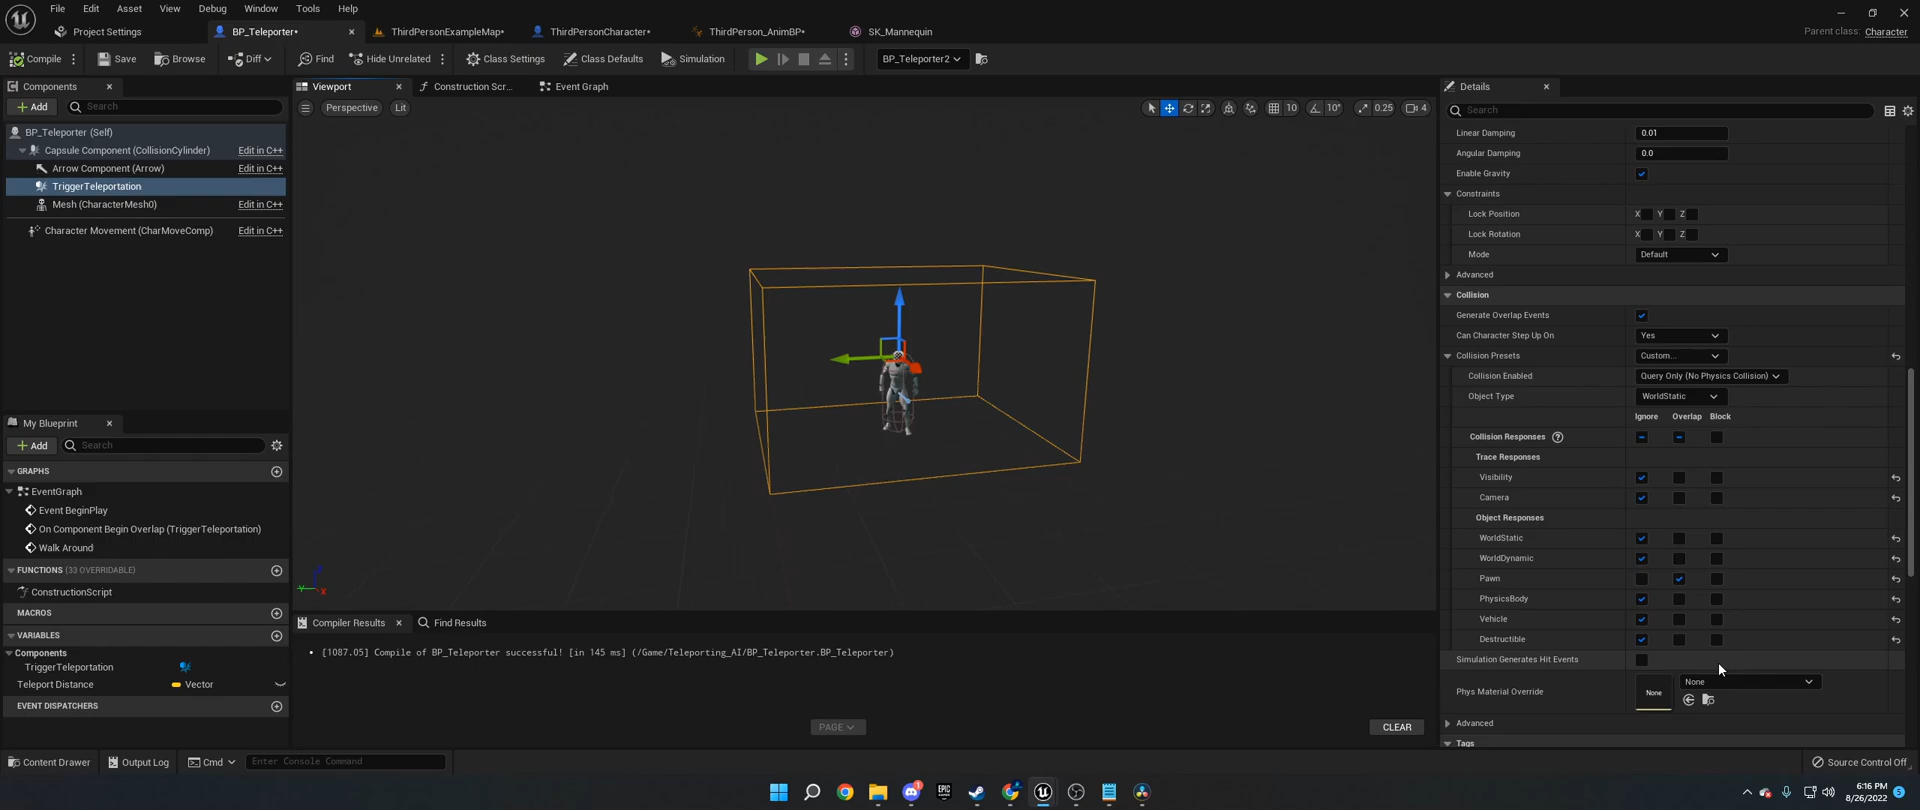 File Edit Asset View Debug Window Tools Help
Project Settings BP_Teleporter* ThirdPersonExampleMap* ThirdPersonCharacter* ThirdPerson_AnimBP* SK_Mannequin Parent class: Character
Compile Save Browse Diff Find Hide Unrelated Class Settings Class Defaults Simulation BP_Teleporter2
Components Viewport Construction Scr... Event Graph Details
Add Search Perspective Lit 10 10° 0.25 4 Search
BP_Teleporter (Self)
Capsule Component (CollisionCylinder) Edit in C++
Arrow Component (Arrow) Edit in C++
TriggerTeleportation
Mesh (CharacterMesh0) Edit in C++
Character Movement (CharMoveComp) Edit in C++
My Blueprint
Add Search
GRAPHS
EventGraph
Event BeginPlay
On Component Begin Overlap (TriggerTeleportation)
Walk Around
FUNCTIONS (33 OVERRIDABLE)
ConstructionScript
MACROS
VARIABLES
Components
TriggerTeleportation
Teleport Distance Vector
EVENT DISPATCHERS
Z
Y X
Compiler Results Find Results
[1087.05] Compile of BP_Teleporter successful! [in 145 ms] (/Game/Teleporting_AI/BP_Teleporter.BP_Teleporter)
PAGE CLEAR
Linear Damping 0.01
Angular Damping 0.0
Enable Gravity
Constraints
Lock Position X Y Z
Lock Rotation X Y Z
Mode Default
Advanced
Collision
Generate Overlap Events
Can Character Step Up On Yes
Collision Presets Custom...
Collision Enabled Query Only (No Physics Collision)
Object Type WorldStatic
Ignore Overlap Block
Collision Responses ?
Trace Responses
Visibility
Camera
Object Responses
WorldStatic
WorldDynamic
Pawn
PhysicsBody
Vehicle
Destructible
Simulation Generates Hit Events
Phys Material Override None None
Advanced
Tags
Content Drawer Output Log Cmd Enter Console Command Source Control Off
EPIC GAMES
1
6:16 PM
8/26/2022 5